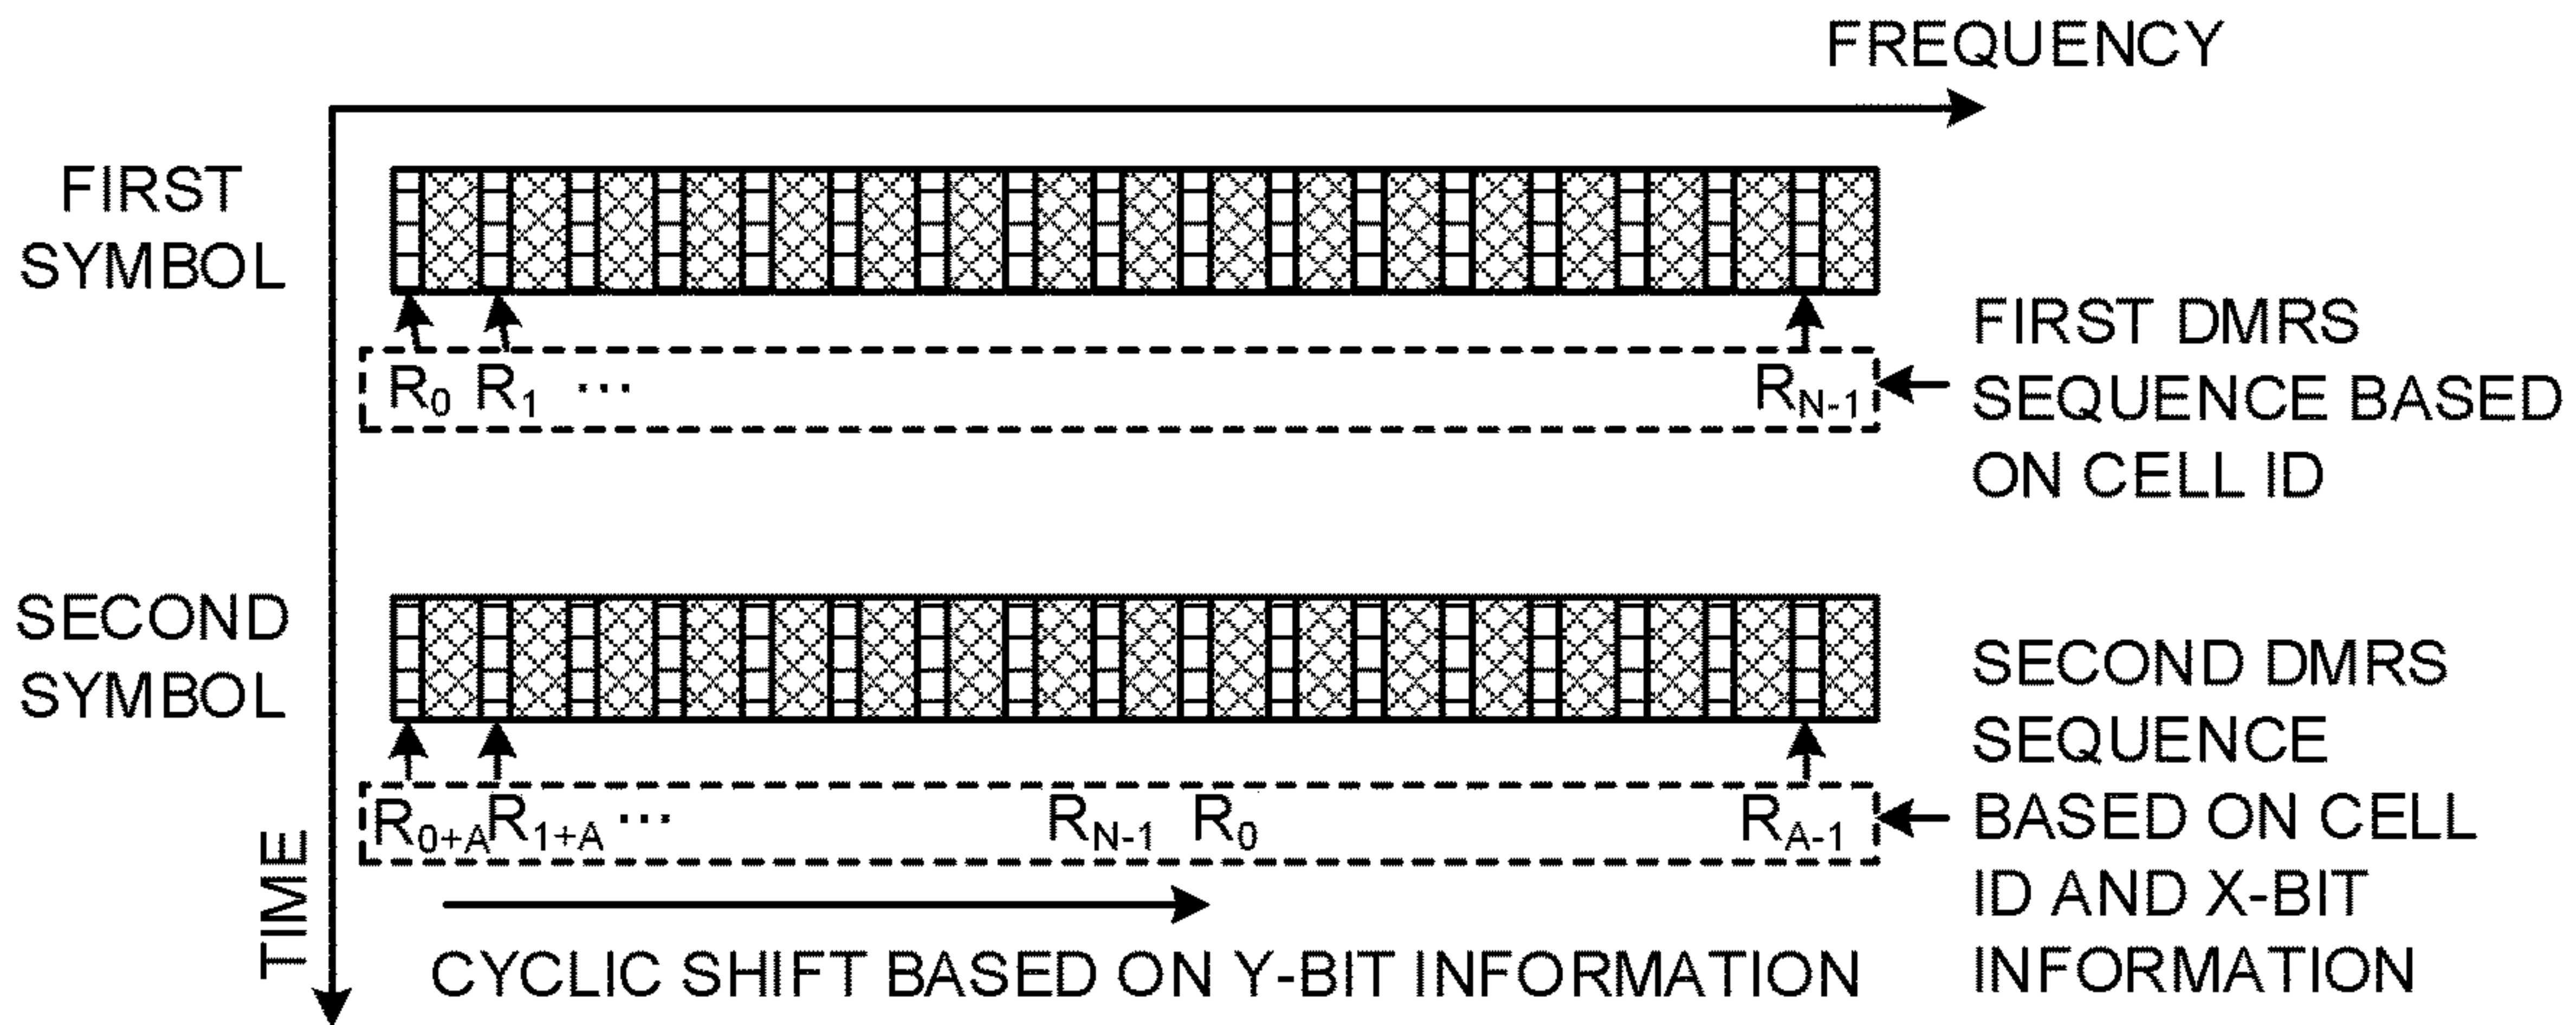 FREQUENCY
FIRST
SYMBOL
R0 R1 ... RN-1
FIRST DMRS
SEQUENCE BASED
ON CELL ID
SECOND
SYMBOL
R0+A R1+A ... RN-1 R0 RA-1
SECOND DMRS
SEQUENCE
BASED ON CELL
ID AND X-BIT
INFORMATION
TIME
CYCLIC SHIFT BASED ON Y-BIT INFORMATION